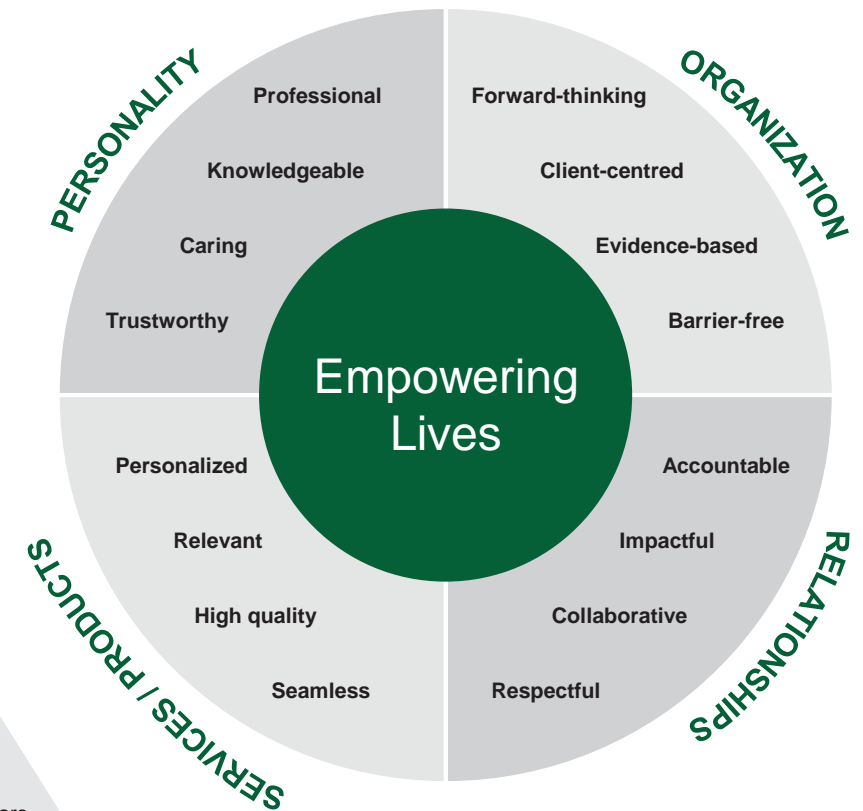 PERSONALITY
Professional
Knowledgeable
Caring
Trustworthy
ORGANIZATION
Forward-thinking
Client-centred
Evidence-based
Barrier-free
Empowering
Lives
SERVICES / PRODUCTS
Personalized
Relevant
High quality
Seamless
RELATIONSHIPS
Accountable
Impactful
Collaborative
Respectful